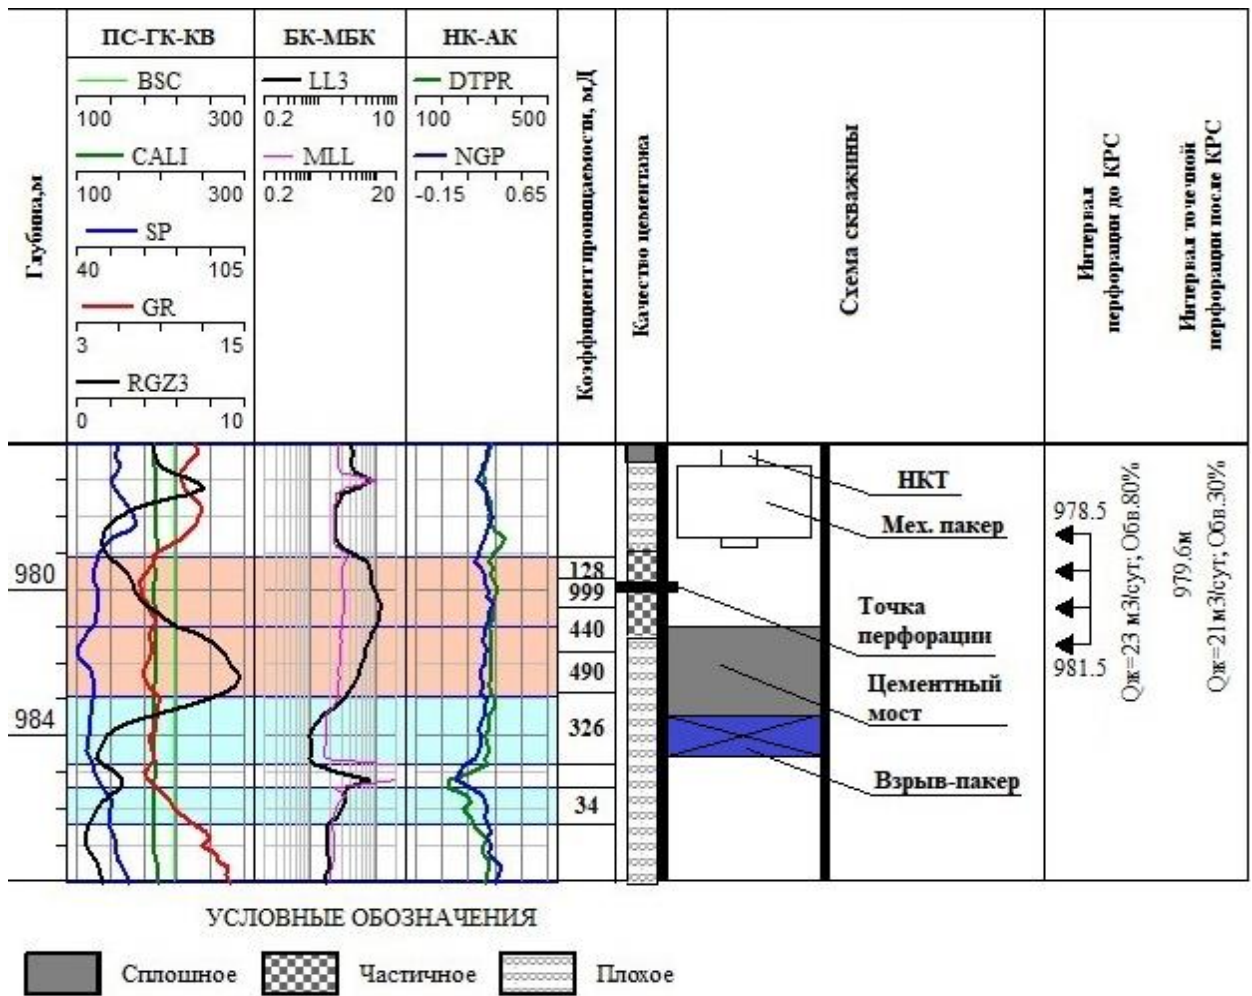 Глубина,м
ПС-ГК-КВ
BSC
100 300
CALI
100 300
SP
40 105
GR
3 15
RGZ3
0 10
БК-МБК
LL3
0.2 10
MLL
0.2 20
НК-АК
DTPR
100 500
NGP
-0.15 0.65
Коэффициент проницаемости, мД
Качество цементажа
Схема скважины
Интервал
перфорации до КРС
Интервал точечной
перфорации после КРС
980
984
128
999
440
490
326
34
НКТ
Мех. пакер
Точка
перфорации
Цементный
мост
Взрыв-пакер
978.5
981.5
Qж=23 м3/сут; Обв.80%
979.6м
Qж=21м3/сут; Обв.30%
УСЛОВНЫЕ ОБОЗНАЧЕНИЯ
Сплошное
Частичное
Плохое